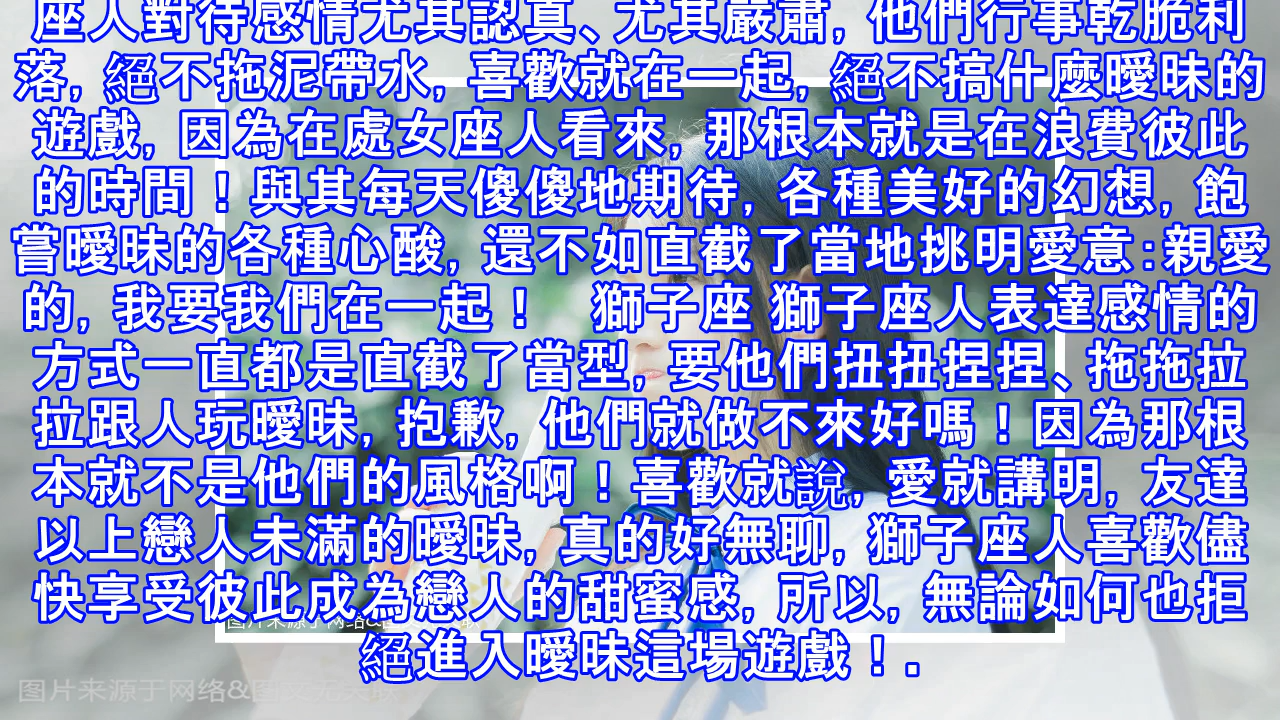 座人對待感情尤其認真、尤其嚴肅, 他們行事乾脆利
落, 絕不拖泥帶水, 喜歡就在一起, 絕不搞什麼曖昧的
遊戲, 因為在處女座人看來, 那根本就是在浪費彼此
的時間！與其每天傻傻地期待, 各種美好的幻想, 飽
嘗曖昧的各種心酸, 還不如直截了當地挑明愛意:親愛
的, 我要我們在一起！ 獅子座 獅子座人表達感情的
方式一直都是直截了當型, 要他們扭扭捏捏、拖拖拉
拉跟人玩曖昧, 抱歉, 他們就做不來好嗎！因為那根
本就不是他們的風格啊！喜歡就說, 愛就講明, 友達
以上戀人未滿的曖昧, 真的好無聊, 獅子座人喜歡儘
快享受彼此成為戀人的甜蜜感, 所以, 無論如何也拒
絕進入曖昧這場遊戲！.
图片来源于网络&图
图片来源于网络&图文无关联